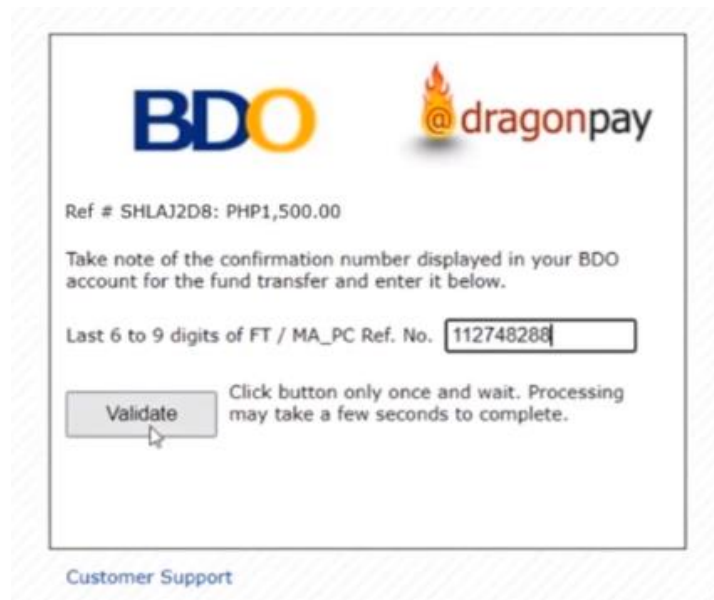 BDO
@dragonpay
Ref # SHLAJ2D8: PHP1,500.00
Take note of the confirmation number displayed in your BDO
account for the fund transfer and enter it below.
Last 6 to 9 digits of FT / MA_PC Ref. No. 112748288
Click button only once and wait. Processing
Validate may take a few seconds to complete.
Customer Support